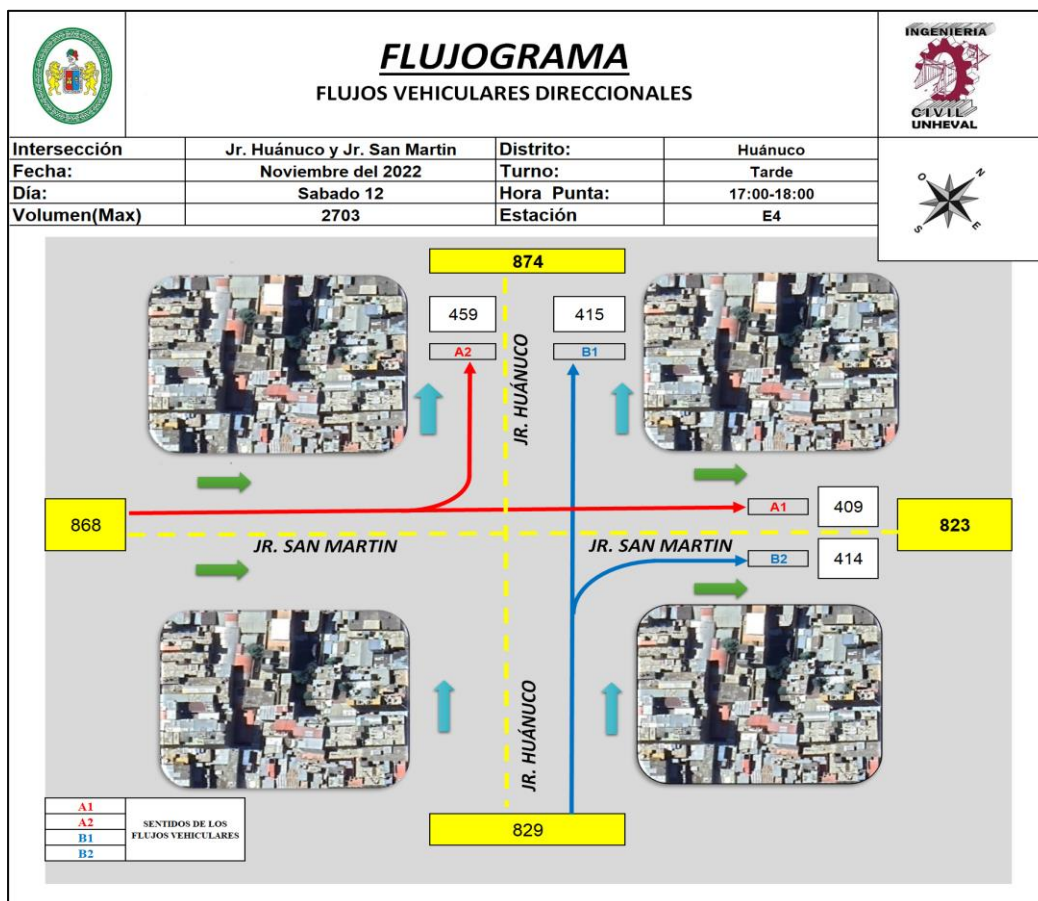 FLUJOGRAMA
FLUJOS VEHICULARES DIRECCIONALES
INGENIERIA
CIVIL
UNHEVAL
Intersección Jr. Huánuco y Jr. San Martin Distrito: Huánuco
Fecha: Noviembre del 2022 Turno: Tarde
Día: Sabado 12 Hora Punta: 17:00-18:00
Volumen(Max) 2703 Estación E4
O N
S E
874
459 415
A2 B1
JR. HUÁNUCO
868
A1 409
823
JR. SAN MARTIN JR. SAN MARTIN
B2 414
JR. HUÁNUCO
829
A1
A2
B1
B2
SENTIDOS DE LOS
FLUJOS VEHICULARES